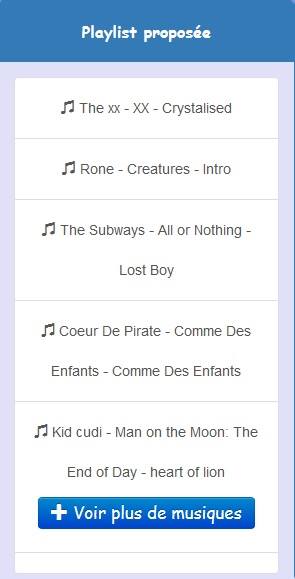 Playlist proposée
The xx - XX - Crystalised
Rone - Creatures - Intro
The Subways - All or Nothing -
Lost Boy
Coeur De Pirate - Comme Des
Enfants - Comme Des Enfants
Kid cudi - Man on the Moon: The
End of Day - heart of lion
Voir plus de musiques